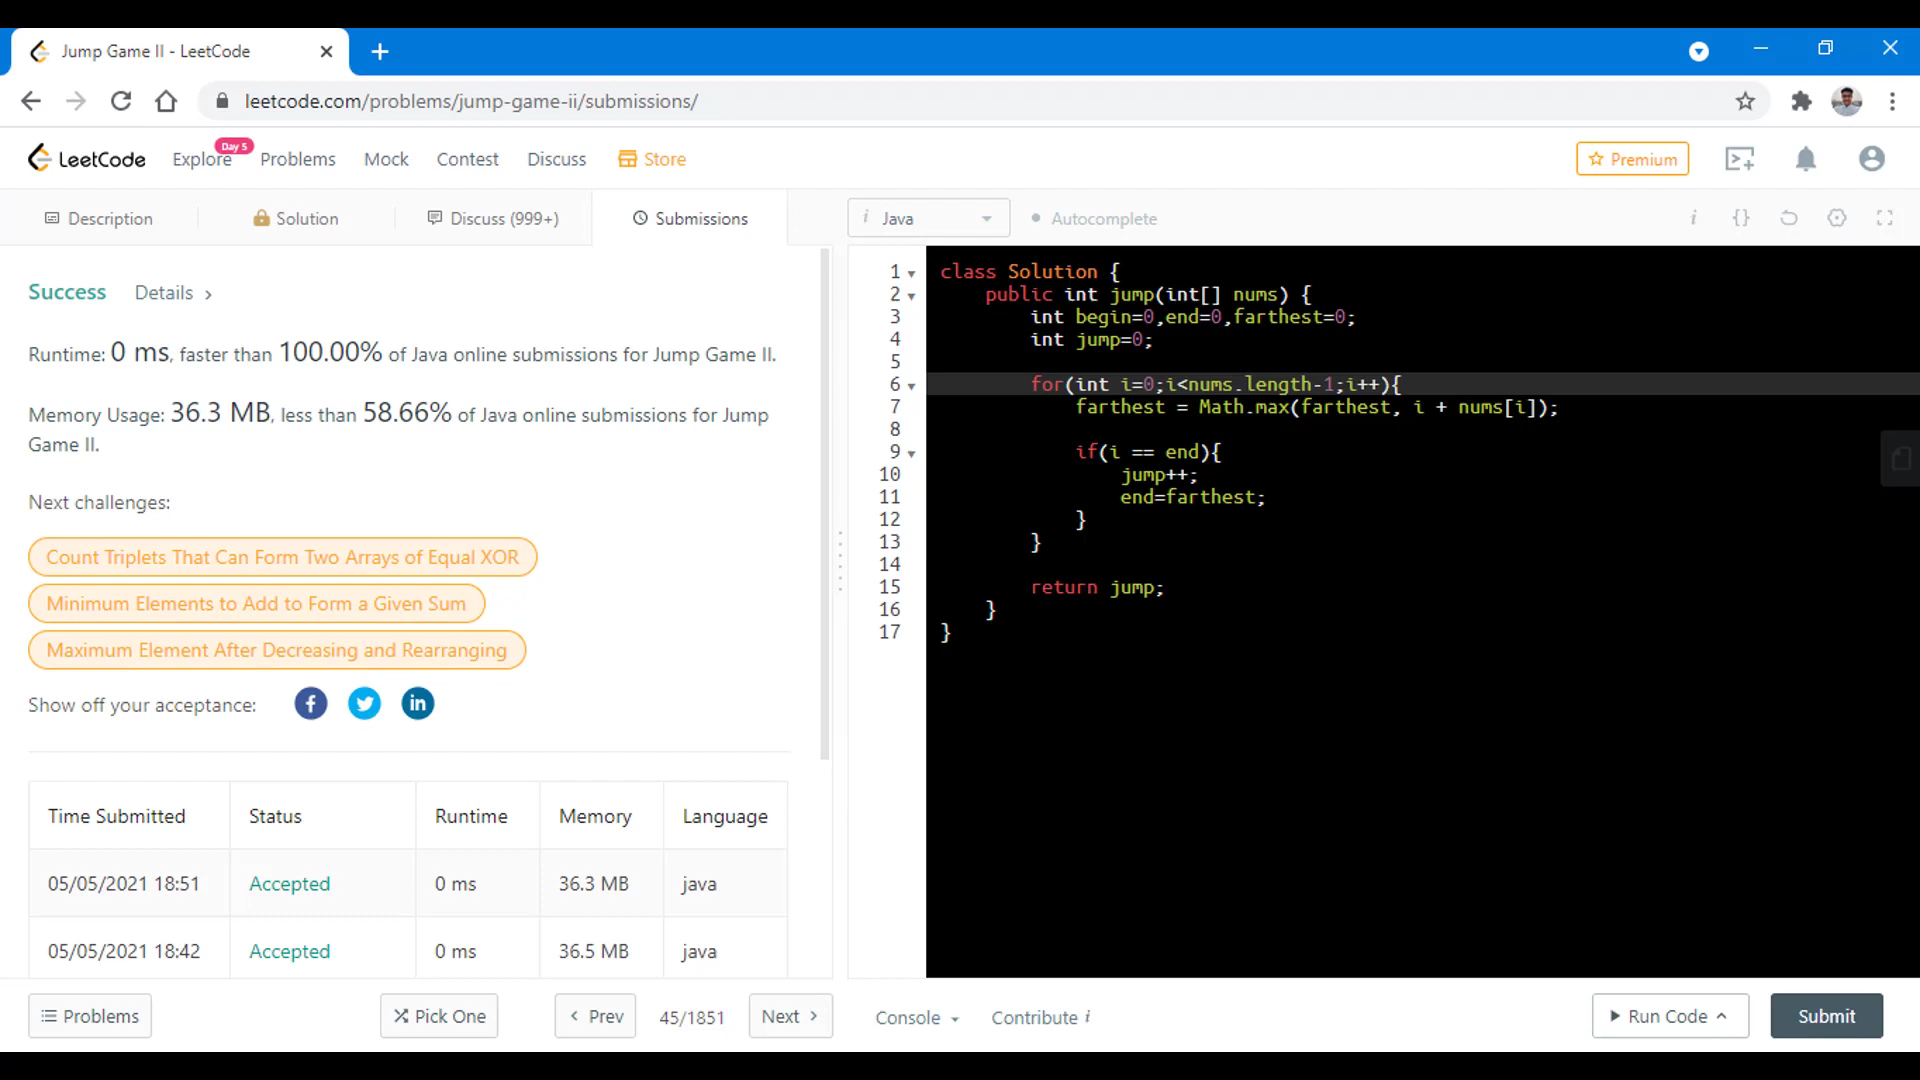 Jump Game II - LeetCode
leetcode.com/problems/jump-game-ii/submissions/
LeetCode Explore Day 5 Problems Mock Contest Discuss Store Premium
Description Solution Discuss (999+) Submissions
i Java Autocomplete i {}
Success Details >
Runtime: 0 ms, faster than 100.00% of Java online submissions for Jump Game II.
Memory Usage: 36.3 MB, less than 58.66% of Java online submissions for Jump
Game II.
Next challenges:
Count Triplets That Can Form Two Arrays of Equal XOR
Minimum Elements to Add to Form a Given Sum
Maximum Element After Decreasing and Rearranging
Show off your acceptance: f in
Time Submitted Status Runtime Memory Language
05/05/2021 18:51 Accepted 0 ms 36.3 MB java
05/05/2021 18:42 Accepted 0 ms 36.5 MB java
1 class Solution {
2 public int jump(int[] nums) {
3 int begin=0,end=0,farthest=0;
4 int jump=0;
5
6 for(int i=0;i<nums.length-1;i++){
7 farthest = Math.max(farthest, i + nums[i]);
8
9 if(i == end){
10 jump++;
11 end=farthest;
12 }
13 }
14
15 return jump;
16 }
17 }
Problems Pick One < Prev 45/1851 Next > Console Contribute i Run Code Submit